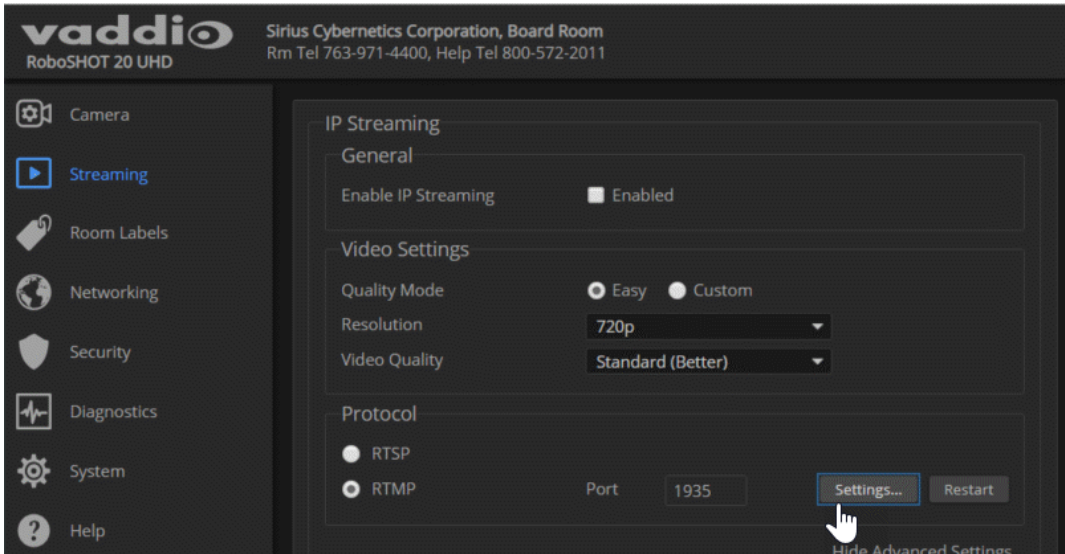 vaddio
RoboSHOT 20 UHD
Sirius Cybernetics Corporation, Board Room
Rm Tel 763-971-4400, Help Tel 800-572-2011
Camera
Streaming
Room Labels
Networking
Security
Diagnostics
System
Help
IP Streaming
General
Enable IP Streaming Enabled
Video Settings
Quality Mode Easy Custom
Resolution 720p
Video Quality Standard (Better)
Protocol
RTSP
RTMP Port 1935 Settings... Restart
Hide Advanced Settings